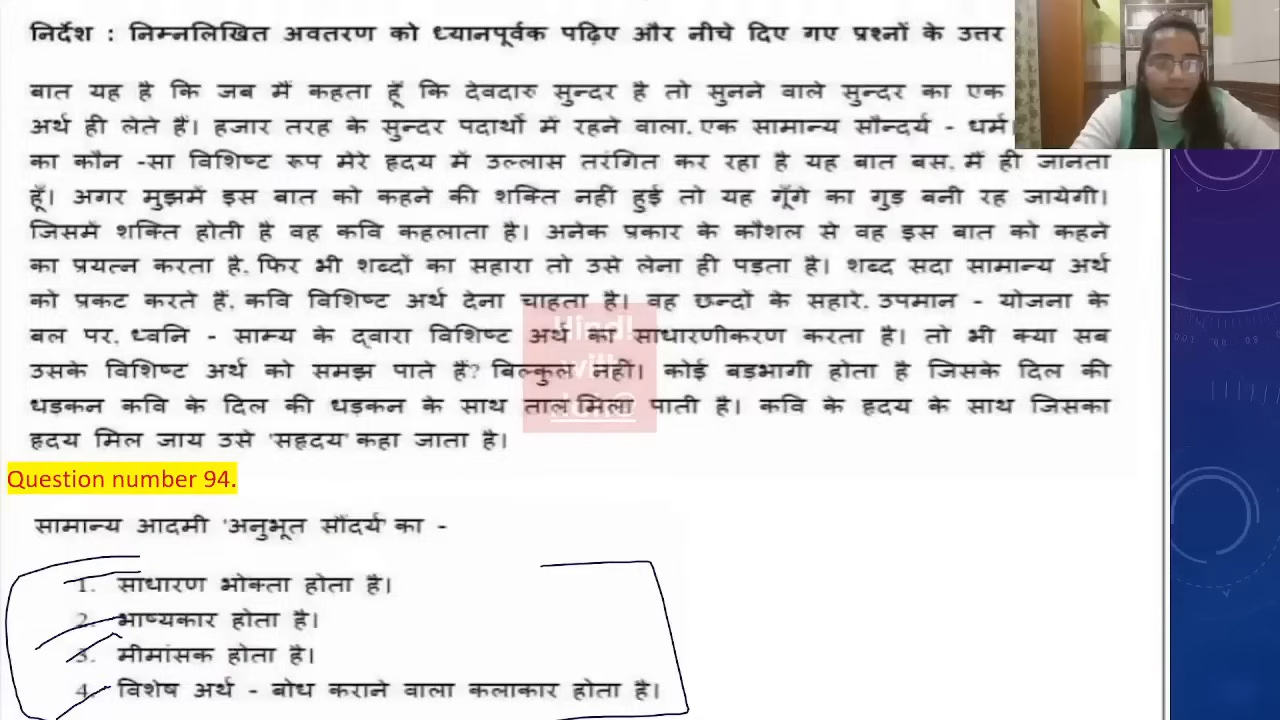 निर्देश : निम्नलिखित अवतरण को ध्यानपूर्वक पढ़िए और नीचे दिए गए प्रश्नों के उत्तर
बात यह है कि जब मैं कहता हूँ कि देवदारु सुन्दर है तो सुनने वाले सुन्दर का एक
अर्थ ही लेते हैं। हजार तरह के सुन्दर पदार्थों में रहने वाला, एक सामान्य सौन्दर्य - धर्म।
का कौन -सा विशिष्ट रूप मेरे हृदय में उल्लास तरंगित कर रहा है यह बात बस, मैं ही जानता
हूँ। अगर मुझमें इस बात को कहने की शक्ति नहीं हुई तो यह गूँगे का गुड़ बनी रह जायेगी।
जिसमें शक्ति होती है वह कवि कहलाता है। अनेक प्रकार के कौशल से वह इस बात को कहने
का प्रयत्न करता है, फिर भी शब्दों का सहारा तो उसे लेना ही पड़ता है। शब्द सदा सामान्य अर्थ
को प्रकट करते हैं, कवि विशिष्ट अर्थ देना चाहता है। वह छन्दों के सहारे, उपमान - योजना के
बल पर, ध्वनि - साम्य के द्वारा विशिष्ट अर्थ का साधारणीकरण करता है। तो भी क्या सब
उसके विशिष्ट अर्थ को समझ पाते हैं? बिल्कुल नहीं। कोई बड़भागी होता है जिसके दिल की
धड़कन कवि के दिल की धड़कन के साथ ताल मिला पाती है। कवि के हृदय के साथ जिसका
हृदय मिल जाय उसे 'सहृदय' कहा जाता है।
Question number 94.
सामान्य आदमी 'अनुभूत सौंदर्य' का -
1. साधारण भोक्ता होता है।
2. भाष्यकार होता है।
3. मीमांसक होता है।
4. विशेष अर्थ - बोध कराने वाला कलाकार होता है।